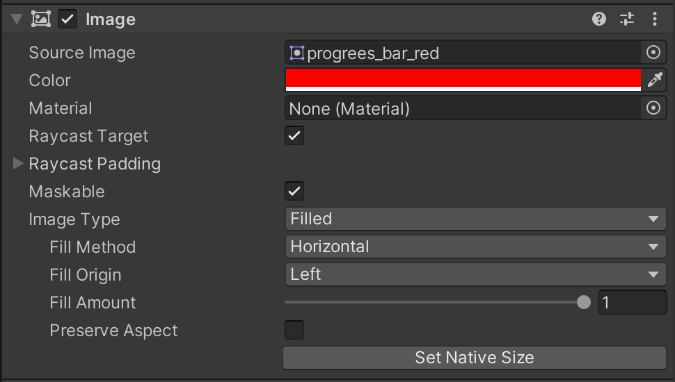 Image
Source Image progrees_bar_red
Color
Material None (Material)
Raycast Target
Raycast Padding
Maskable
Image Type Filled
Fill Method Horizontal
Fill Origin Left
Fill Amount 1
Preserve Aspect
Set Native Size